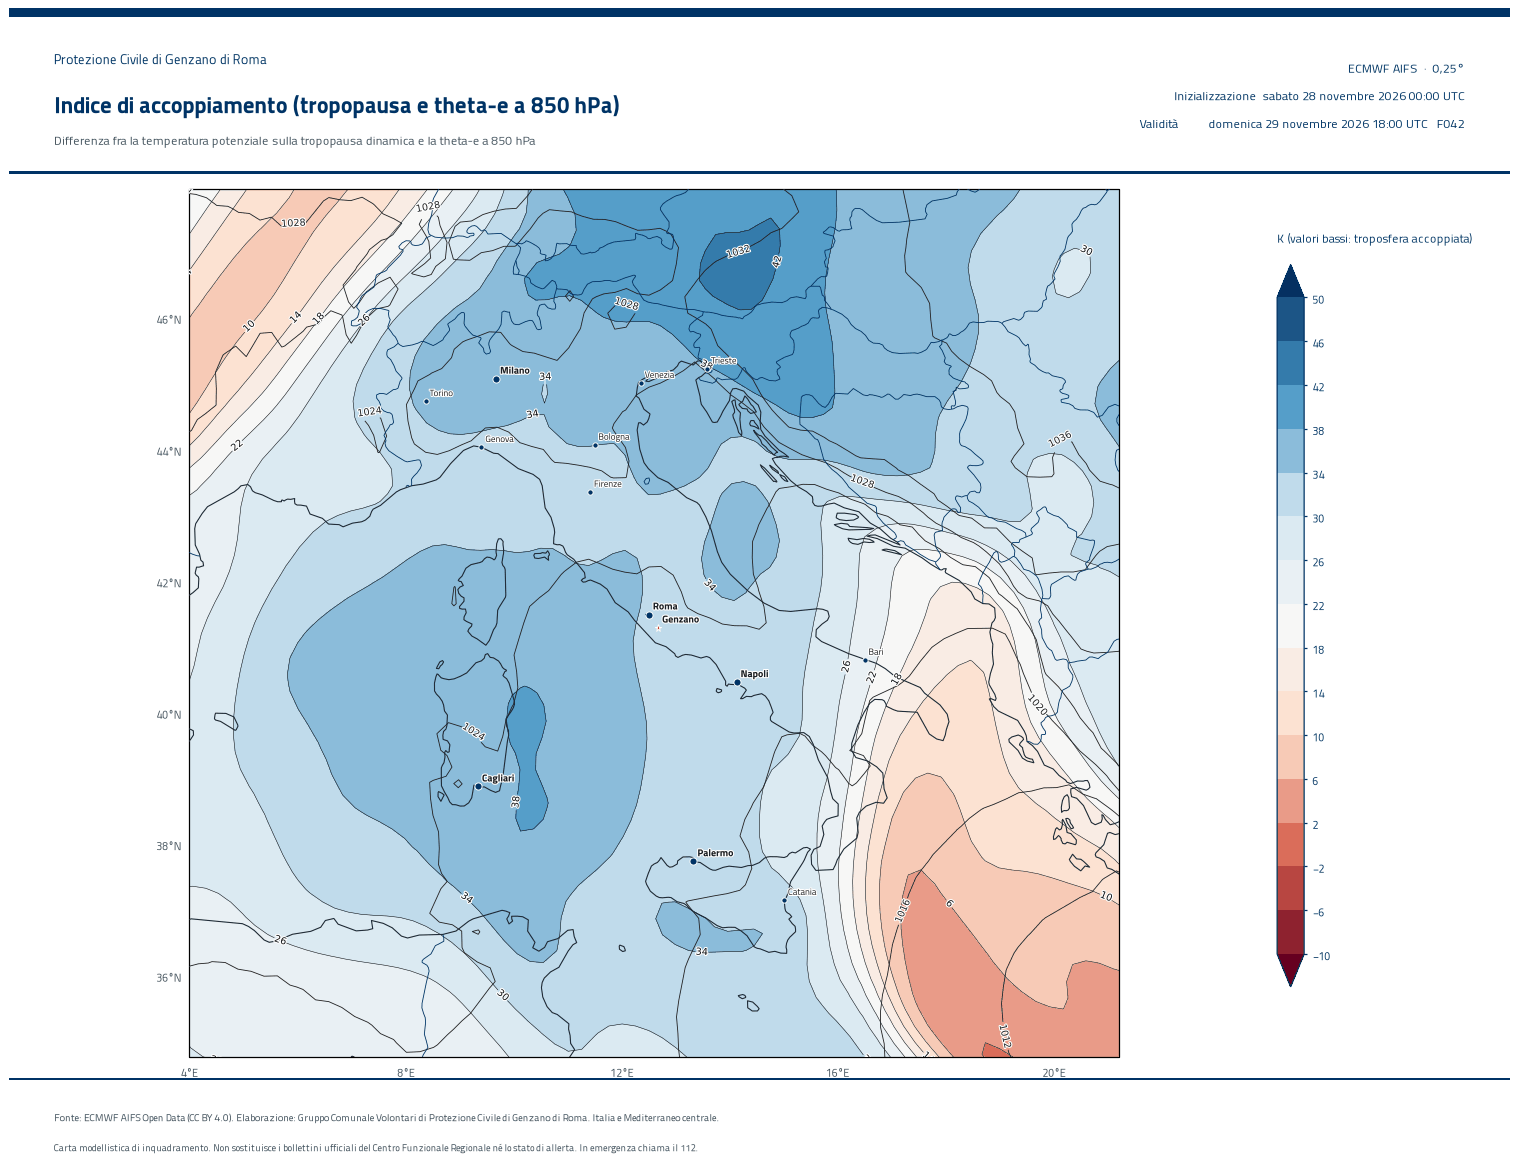 Protezione Civile di Genzano di Roma
Indice di accoppiamento (tropopausa e theta-e a 850 hPa)
Differenza fra la temperatura potenziale sulla tropopausa dinamica e la theta-e a 850 hPa
ECMWF AIFS · 0,25°
Inizializzazione sabato 28 novembre 2026 00:00 UTC
Validità domenica 29 novembre 2026 18:00 UTC F042
K (valori bassi: troposfera accoppiata)
50
46
42
38
34
30
26
22
18
14
10
6
2
−2
−6
−10
46°N
44°N
42°N
40°N
38°N
36°N
4°E
8°E
12°E
16°E
20°E
1028
1028
1032
42
30
1028
10
14
18
26
34
Trieste
Venezia
Milano
34
Torino
1024
34
22
Genova
Bologna
1036
Firenze
1028
34
Roma
Genzano
Bari
26
22
18
Napoli
1020
1024
Cagliari
38
Palermo
Catania
34
10
6
1016
26
34
30
1012
Fonte: ECMWF AIFS Open Data (CC BY 4.0). Elaborazione: Gruppo Comunale Volontari di Protezione Civile di Genzano di Roma. Italia e Mediterraneo centrale.
Carta modellistica di inquadramento. Non sostituisce i bollettini ufficiali del Centro Funzionale Regionale né lo stato di allerta. In emergenza chiama il 112.